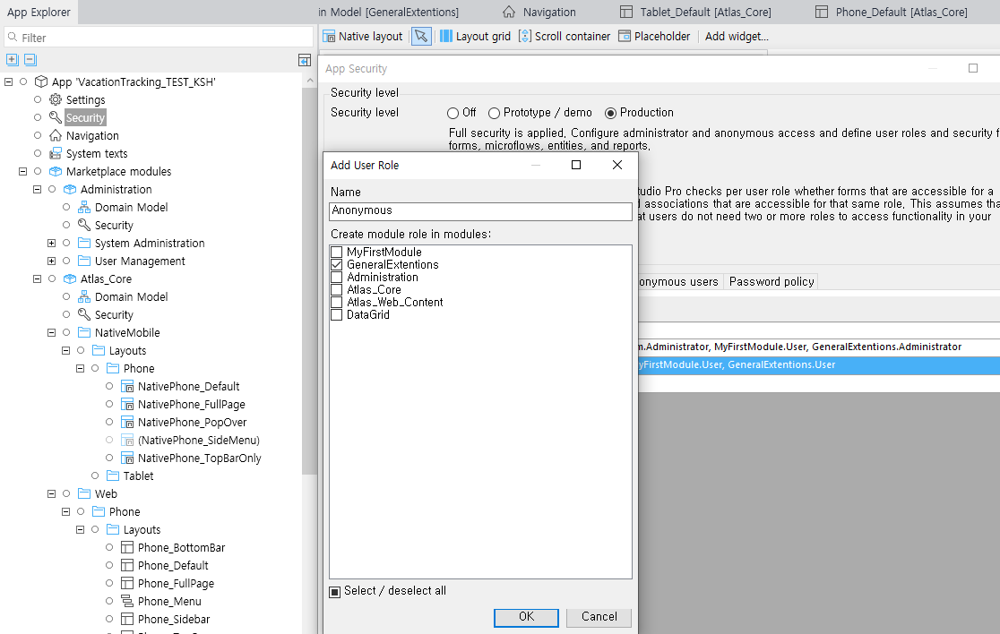 App Explorer
in Model [GeneralExtentions]
Navigation
Tablet_Default [Atlas_Core]
Phone_Default [Atlas_Core]
Filter
Native layout
Layout grid
Scroll container
Placeholder
Add widget...
App 'VacationTracking_TEST_KSH'
Settings
Security
Navigation
System texts
Marketplace modules
Administration
Domain Model
Security
System Administration
User Management
Atlas_Core
Domain Model
Security
NativeMobile
Layouts
Phone
NativePhone_Default
NativePhone_FullPage
NativePhone_PopOver
(NativePhone_SideMenu)
NativePhone_TopBarOnly
Tablet
Web
Phone
Layouts
Phone_BottomBar
Phone_Default
Phone_FullPage
Phone_Menu
Phone_Sidebar
App Security
Security level
Security level
Off
Prototype / demo
Production
Full security is applied. Configure administrator and anonymous access and define user roles and security f
forms, microflows, entities, and reports.
tudio Pro checks per user role whether forms that are accessible for a
d associations that are accessible for that same role. This assumes tha
at users do not need two or more roles to access functionality in your
onymous users
Password policy
m.Administrator, MyFirstModule.User, GeneralExtentions.Administrator
yFirstModule.User, GeneralExtentions.User
Add User Role
Name
Anonymous
Create module role in modules:
MyFirstModule
GeneralExtentions
Administration
Atlas_Core
Atlas_Web_Content
DataGrid
Select / deselect all
OK
Cancel